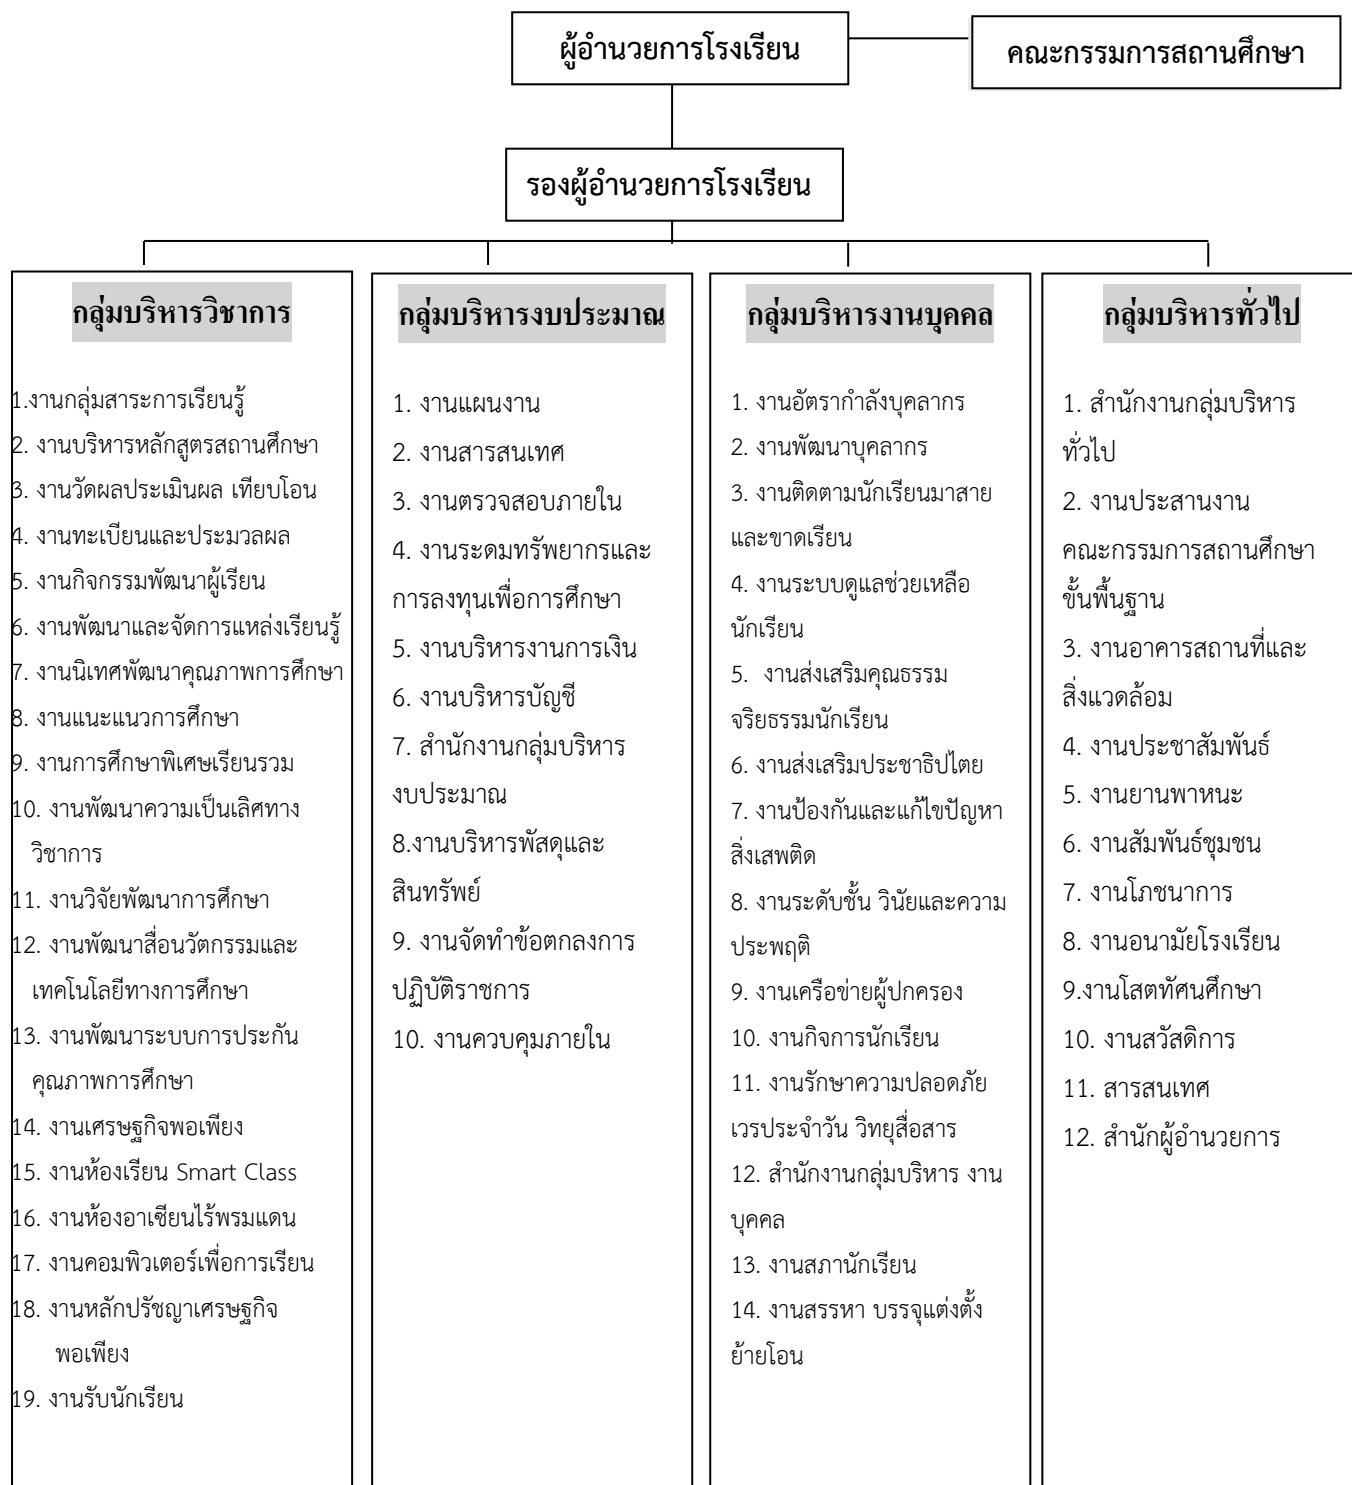 ผู้อำนวยการโรงเรียน
คณะกรรมการสถานศึกษา
รองผู้อำนวยการโรงเรียน
กลุ่มบริหารวิชาการ
1.งานกลุ่มสาระการเรียนรู้
2. งานบริหารหลักสูตรสถานศึกษา
3. งานวัดผลประเมินผล เทียบโอน
4. งานทะเบียนและประมวลผล
5. งานกิจกรรมพัฒนาผู้เรียน
6. งานพัฒนาและจัดการแหล่งเรียนรู้
7. งานนิเทศพัฒนาคุณภาพการศึกษา
8. งานแนะแนวการศึกษา
9. งานการศึกษาพิเศษเรียนรวม
10. งานพัฒนาความเป็นเลิศทาง
วิชาการ
11. งานวิจัยพัฒนาการศึกษา
12. งานพัฒนาสื่อนวัตกรรมและ
เทคโนโลยีทางการศึกษา
13. งานพัฒนาระบบการประกัน
คุณภาพการศึกษา
14. งานเศรษฐกิจพอเพียง
15. งานห้องเรียน Smart Class
16. งานห้องอาเซียนไร้พรมแดน
17. งานคอมพิวเตอร์เพื่อการเรียน
18. งานหลักปรัชญาเศรษฐกิจ
พอเพียง
19. งานรับนักเรียน
กลุ่มบริหารงบประมาณ
1. งานแผนงาน
2. งานสารสนเทศ
3. งานตรวจสอบภายใน
4. งานระดมทรัพยากรและ
การลงทุนเพื่อการศึกษา
5. งานบริหารงานการเงิน
6. งานบริหารบัญชี
7. สำนักงานกลุ่มบริหาร
งบประมาณ
8.งานบริหารพัสดุและ
สินทรัพย์
9. งานจัดทำข้อตกลงการ
ปฏิบัติราชการ
10. งานควบคุมภายใน
กลุ่มบริหารงานบุคคล
1. งานอัตรากำลังบุคลากร
2. งานพัฒนาบุคลากร
3. งานติดตามนักเรียนมาสาย
และขาดเรียน
4. งานระบบดูแลช่วยเหลือ
นักเรียน
5. งานส่งเสริมคุณธรรม
จริยธรรมนักเรียน
6. งานส่งเสริมประชาธิปไตย
7. งานป้องกันและแก้ไขปัญหา
สิ่งเสพติด
8. งานระดับชั้น วินัยและความ
ประพฤติ
9. งานเครือข่ายผู้ปกครอง
10. งานกิจการนักเรียน
11. งานรักษาความปลอดภัย
เวรประจำวัน วิทยุสื่อสาร
12. สำนักงานกลุ่มบริหาร งาน
บุคคล
13. งานสภานักเรียน
14. งานสรรหา บรรจุแต่งตั้ง
ย้ายโอน
กลุ่มบริหารทั่วไป
1. สำนักงานกลุ่มบริหาร
ทั่วไป
2. งานประสานงาน
คณะกรรมการสถานศึกษา
ขั้นพื้นฐาน
3. งานอาคารสถานที่และ
สิ่งแวดล้อม
4. งานประชาสัมพันธ์
5. งานยานพาหนะ
6. งานสัมพันธ์ชุมชน
7. งานโภชนาการ
8. งานอนามัยโรงเรียน
9.งานโสตทัศนศึกษา
10. งานสวัสดิการ
11. สารสนเทศ
12. สำนักผู้อำนวยการ